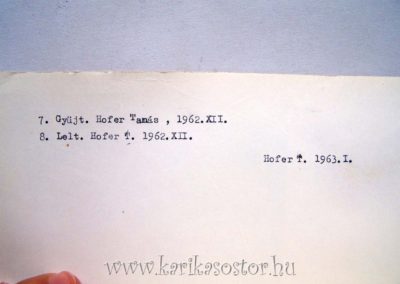 7. Gyüjt. Hofer Tamás , 1962.XII.
8. Lelt. Hofer T. 1962.XII.
Hofer T. 1963.I.
www.karikasostor.hu